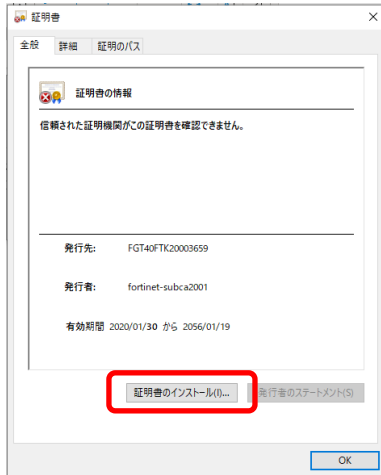 証明書
全般 詳細 証明のパス
証明書の情報
信頼された証明機関がこの証明書を確認できません。
発行先: FGT40FTK20003659
発行者: fortinet-subca2001
有効期間 2020/01/30 から 2056/01/19
証明書のインストール(I)... 発行者のステートメント(S)
OK